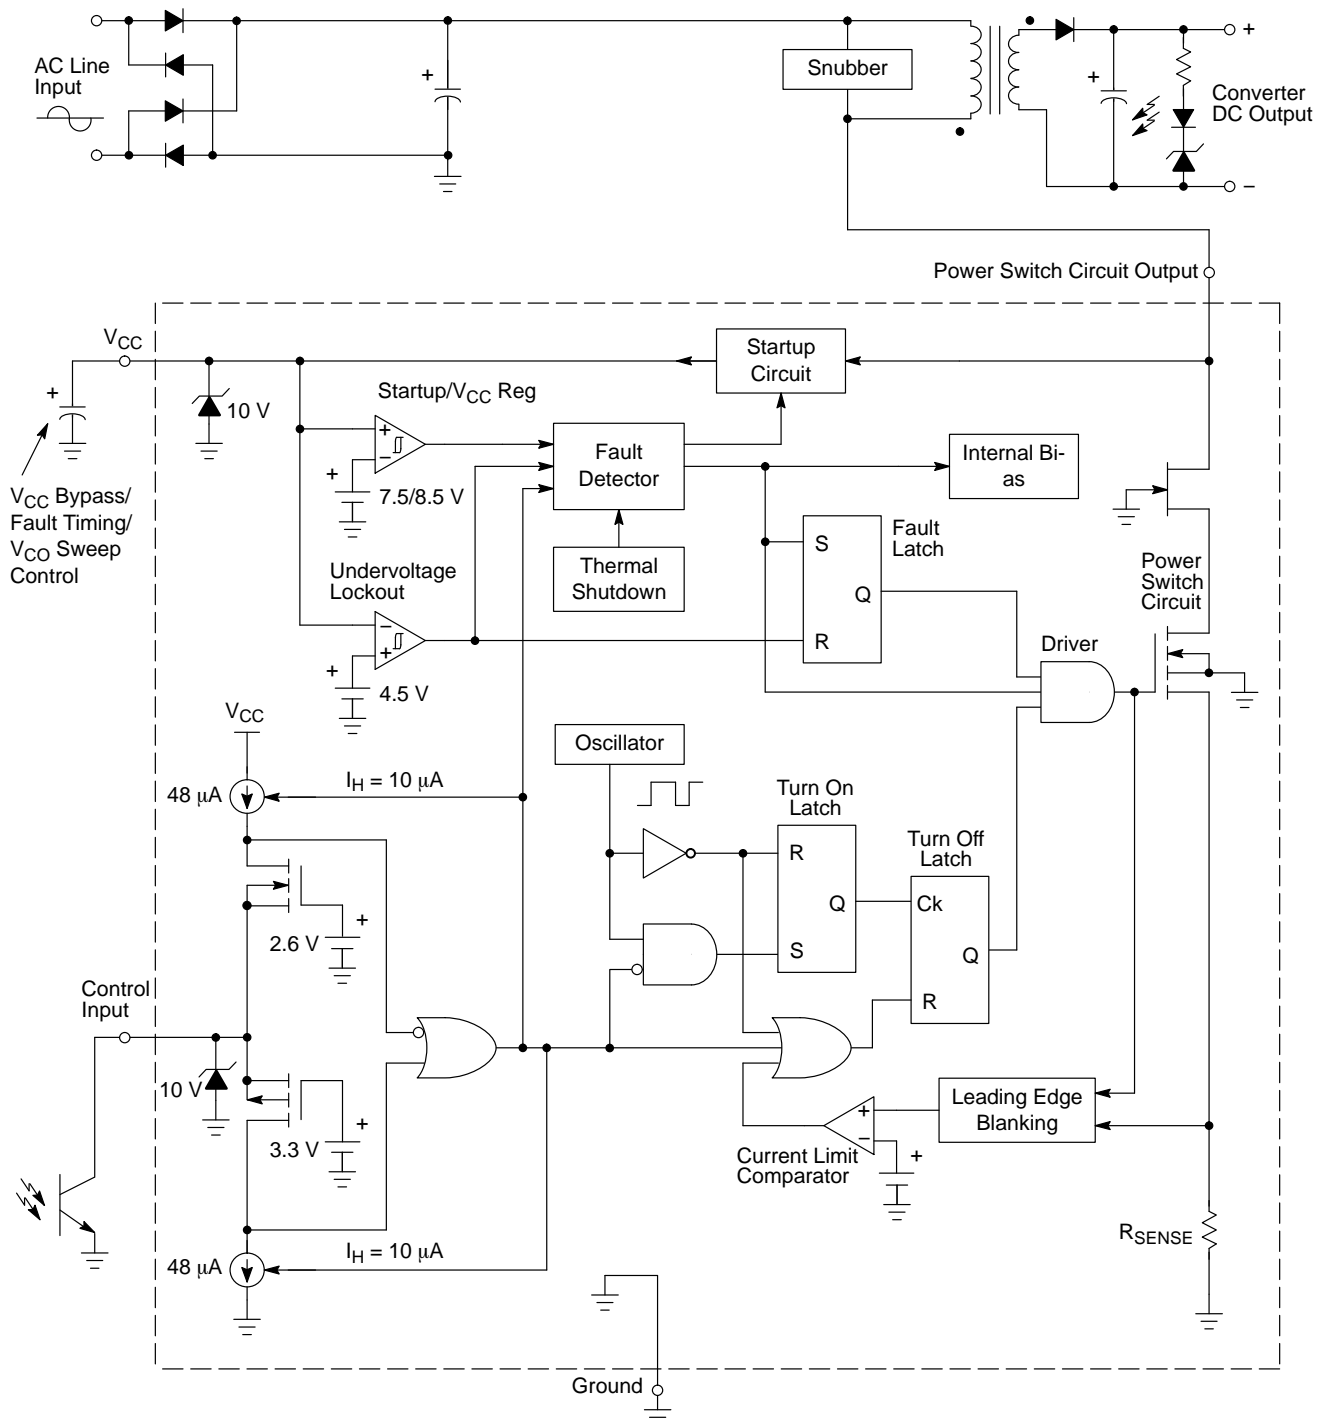 AC Line
Input
+
Snubber
+
+
Converter
DC Output
−
Power Switch Circuit Output
VCC
Startup
Circuit
+
10 V
Startup/VCC Reg
+
−
+
7.5/8.5 V
Fault
Detector
Internal Bi-
as
VCC Bypass/
Fault Timing/
VCO Sweep
Control
Thermal
Shutdown
S
Q
R
Fault
Latch
Power
Switch
Circuit
Undervoltage
Lockout
−
+
+
4.5 V
Driver
VCC
Oscillator
48 μA
IH = 10 μA
Turn On
Latch
R
Q
S
Turn Off
Latch
Ck
Q
R
+
2.6 V
Control
Input
10 V
+
3.3 V
Leading Edge
Blanking
+
−
Current Limit
Comparator
+
RSENSE
48 μA
IH = 10 μA
Ground